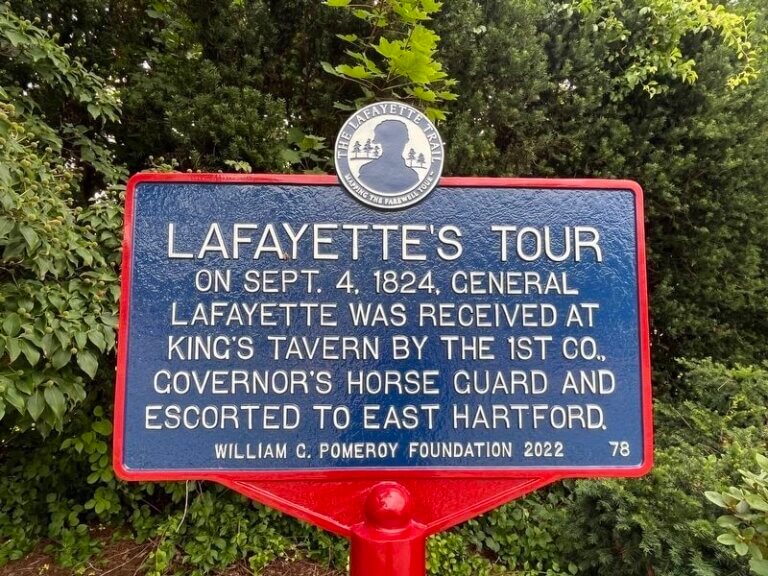 THE LAFAYETTE TRAIL
MAPPING THE FAREWELL TOUR
LAFAYETTE'S TOUR
ON SEPT. 4, 1824, GENERAL
LAFAYETTE WAS RECEIVED AT
KING'S TAVERN BY THE 1ST CO.,
GOVERNOR'S HORSE GUARD AND
ESCORTED TO EAST HARTFORD.
WILLIAM G. POMEROY FOUNDATION 2022 78